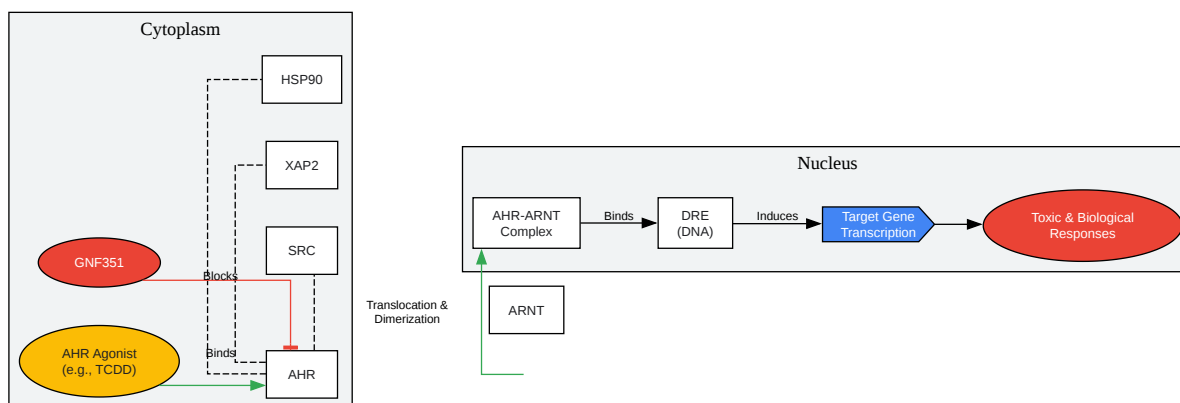 Cytoplasm
HSP90
XAP2
SRC
GNF351
Blocks
AHR Agonist
(e.g., TCDD)
Binds
AHR
Translocation &
Dimerization
Nucleus
AHR-ARNT
Complex
Binds
DRE
(DNA)
Induces
Target Gene
Transcription
Toxic & Biological
Responses
ARNT